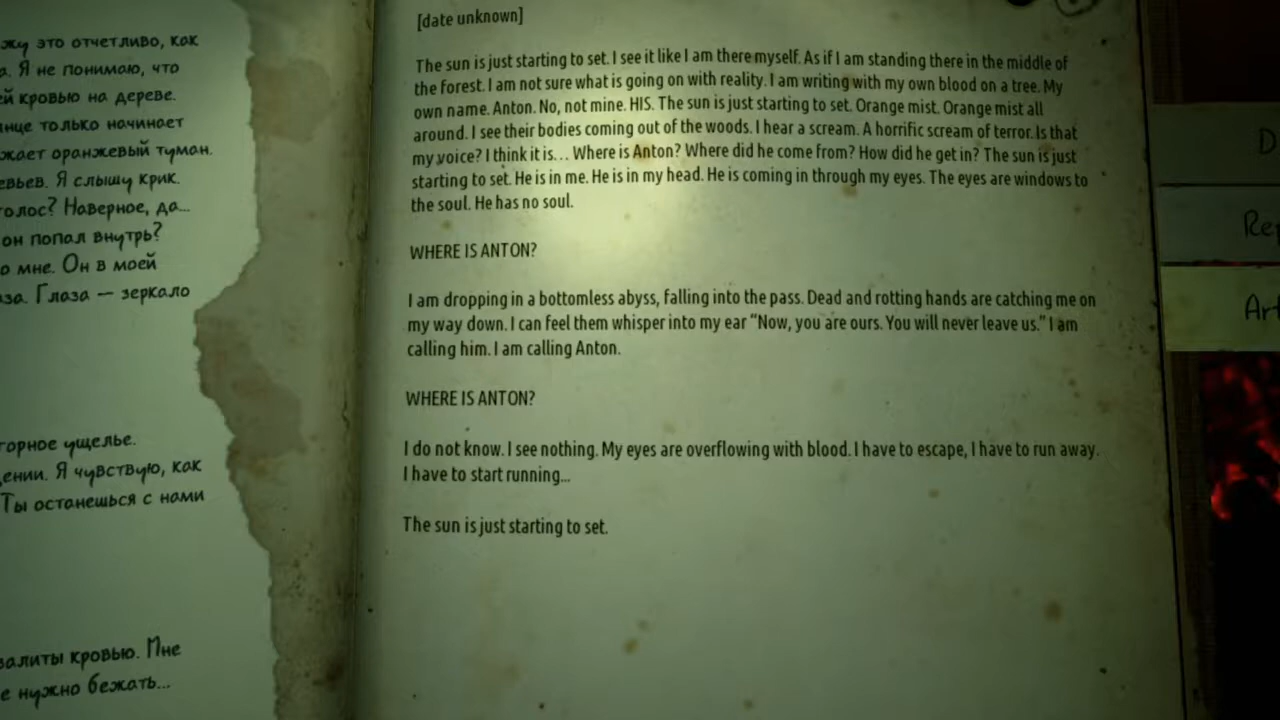 жу это отчетливо, как
а. Я не понимаю, что
ей кровью на дереве.
нце только начинает
жает оранжевый туман.
евьев. Я слышу крик.
голос? Наверное, да...
он попал внутрь?
о мне. Он в моей
аза. Глаза — зеркало
горное ущелье.
ении. Я чувствую, как
Ты останешься с нами
залиты кровью. Мне
е нужно бежать...
[date unknown]
The sun is just starting to set. I see it like I am there myself. As if I am standing there in the middle of
the forest. I am not sure what is going on with reality. I am writing with my own blood on a tree. My
own name. Anton. No, not mine. HIS. The sun is just starting to set. Orange mist. Orange mist all
around. I see their bodies coming out of the woods. I hear a scream. A horrific scream of terror. Is that
my voice? I think it is... Where is Anton? Where did he come from? How did he get in? The sun is just
starting to set. He is in me. He is in my head. He is coming in through my eyes. The eyes are windows to
the soul. He has no soul.
WHERE IS ANTON?
I am dropping in a bottomless abyss, falling into the pass. Dead and rotting hands are catching me on
my way down. I can feel them whisper into my ear “Now, you are ours. You will never leave us.” I am
calling him. I am calling Anton.
WHERE IS ANTON?
I do not know. I see nothing. My eyes are overflowing with blood. I have to escape, I have to run away.
I have to start running...
The sun is just starting to set.
D
Re
Ar